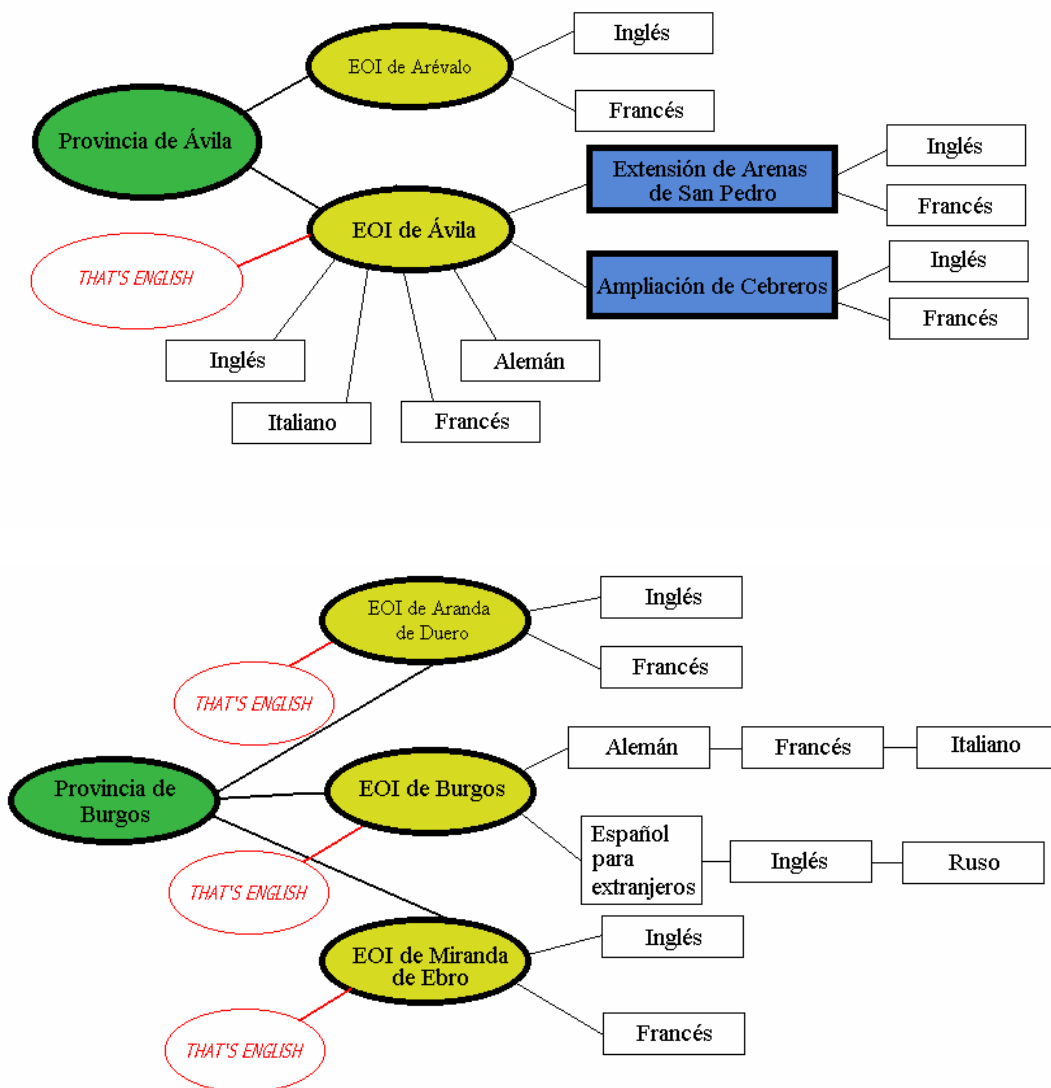 Inglés
EOI de Arévalo
Francés
Provincia de Ávila
Extensión de Arenas
de San Pedro
Inglés
Francés
EOI de Ávila
THAT'S ENGLISH
Ampliación de Cebreros
Inglés
Francés
Inglés
Alemán
Italiano
Francés
EOI de Aranda
de Duero
Inglés
Francés
THAT'S ENGLISH
Alemán
Francés
Italiano
Provincia de
Burgos
EOI de Burgos
Español
para
extranjeros
Inglés
Ruso
THAT'S ENGLISH
EOI de Miranda
de Ebro
Inglés
Francés
THAT'S ENGLISH